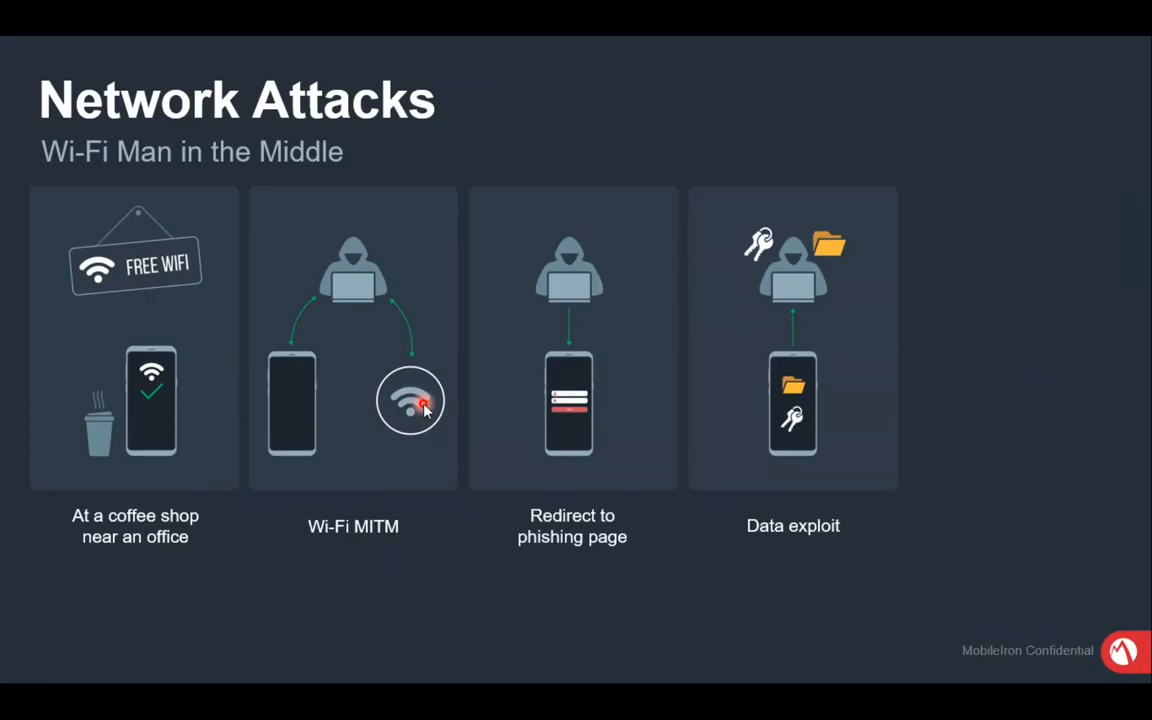 Network Attacks
Wi-Fi Man in the Middle
FREE WIFI
At a coffee shop
near an office
Wi-Fi MITM
Redirect to
phishing page
Data exploit
MobileIron Confidential